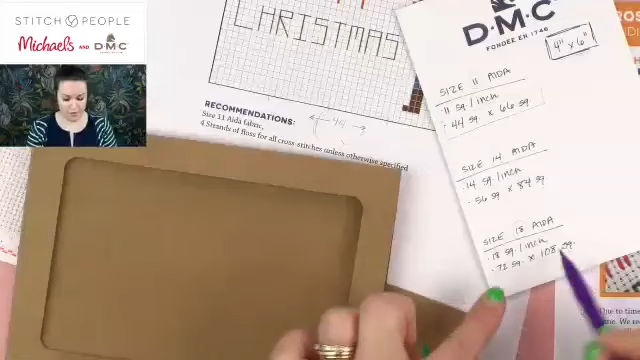 STITCH PEOPLE
Michaels AND DMC
CHRISTMAS
RECOMMENDATIONS:
Size 11 Aida fabric,
4 Strands of floss for all cross-stitches unless otherwise specified
DMC
FONDÉE EN 1746
4" x 6"
SIZE 11 AIDA
· 11 sq / inch
· 44 sq. x 66 sq
SIZE 14 AIDA
· 14 sq / inch
· 56 sq x 84 sq
SIZE 18 AIDA
· 18 sq. / inch
· 72 sq. x 108 sq.
Due to